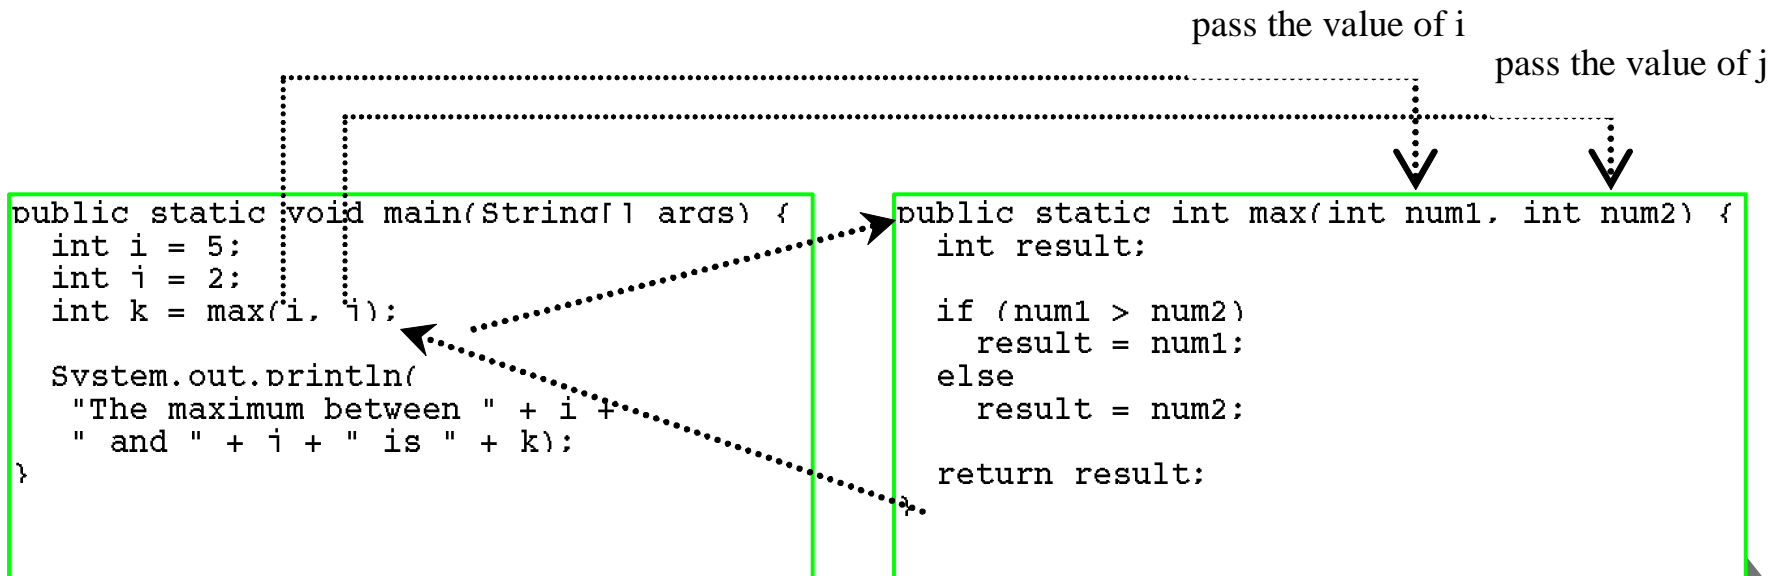 pass the value of i
pass the value of j
public static void main(String[] args) {
  int i = 5;
  int j = 2;
  int k = max(i, j);

  System.out.println(
   "The maximum between " + i +
   " and " + j + " is " + k);
}
public static int max(int num1, int num2) {
  int result;

  if (num1 > num2)
    result = num1;
  else
    result = num2;

  return result;
}